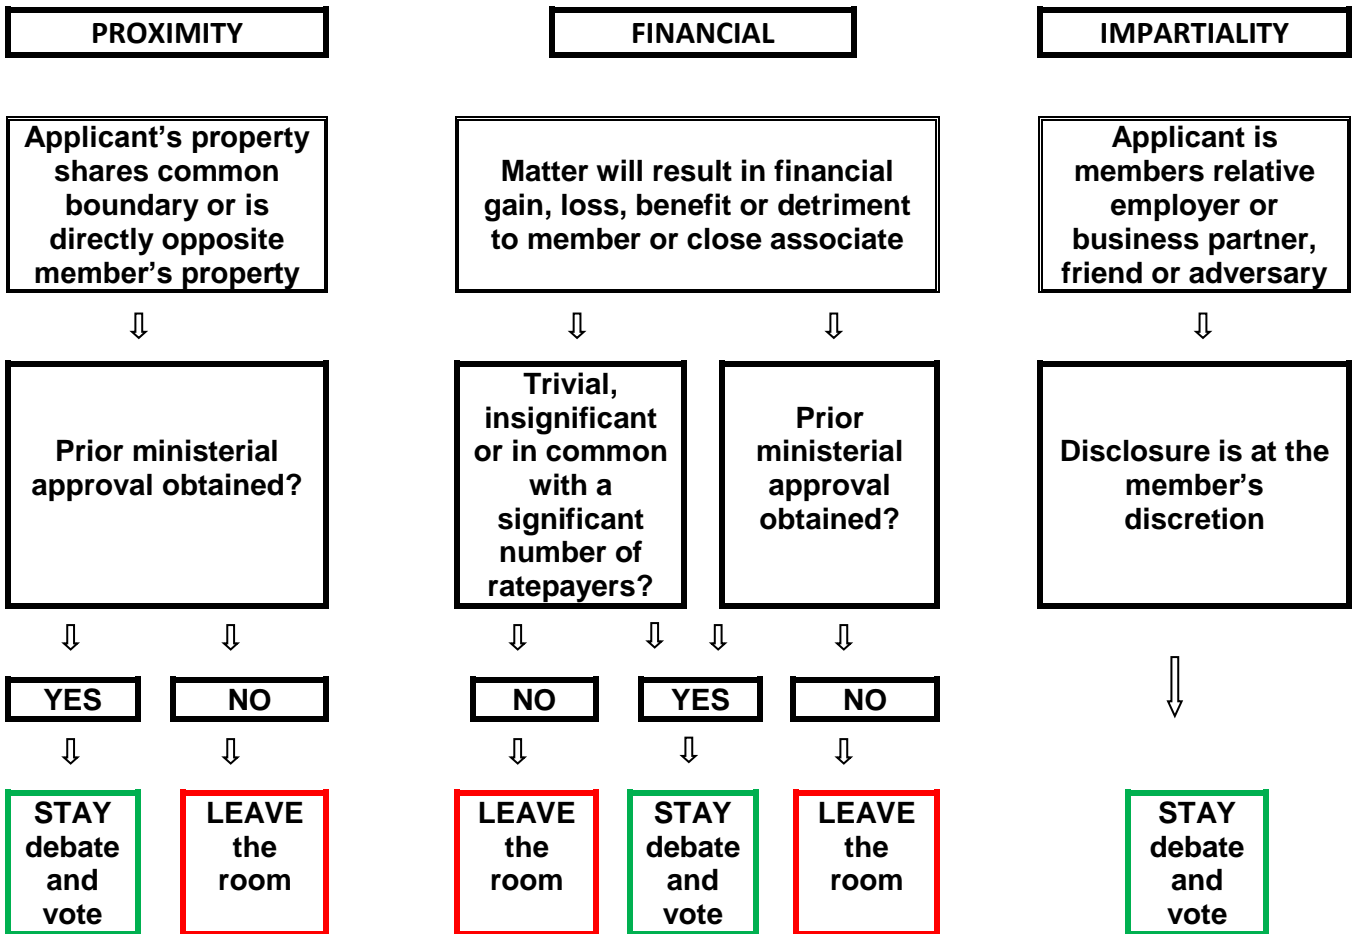 PROXIMITY
FINANCIAL
IMPARTIALITY
Applicant’s property
shares common
boundary or is
directly opposite
member’s property
Matter will result in financial
gain, loss, benefit or detriment
to member or close associate
Applicant is
members relative
employer or
business partner,
friend or adversary
Prior ministerial
approval obtained?
Trivial,
insignificant
or in common
with a
significant
number of
ratepayers?
Prior
ministerial
approval
obtained?
Disclosure is at the
member’s
discretion
YES
NO
NO
YES
NO
STAY
debate
and
vote
LEAVE
the
room
LEAVE
the
room
STAY
debate
and
vote
LEAVE
the
room
STAY
debate
and
vote